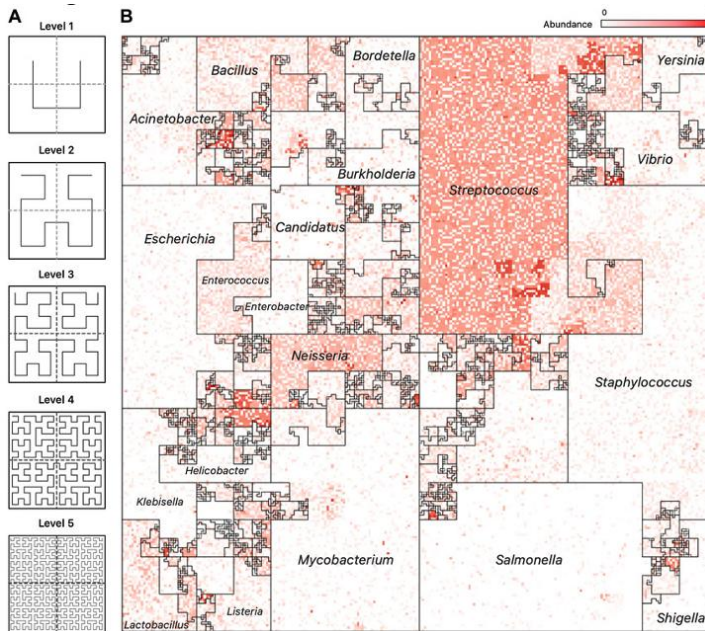 A
Level 1
Level 2
Level 3
Level 4
Level 5
B
0
Abundance
Bacillus
Bordetella
Yersinia
Acinetobacter
Vibrio
Burkholderia
Streptococcus
Escherichia
Candidatus
Enterococcus
Enterobacter
Neisseria
Staphylococcus
Helicobacter
Klebisella
Mycobacterium
Salmonella
Listeria
Lactobacillus
Shigella